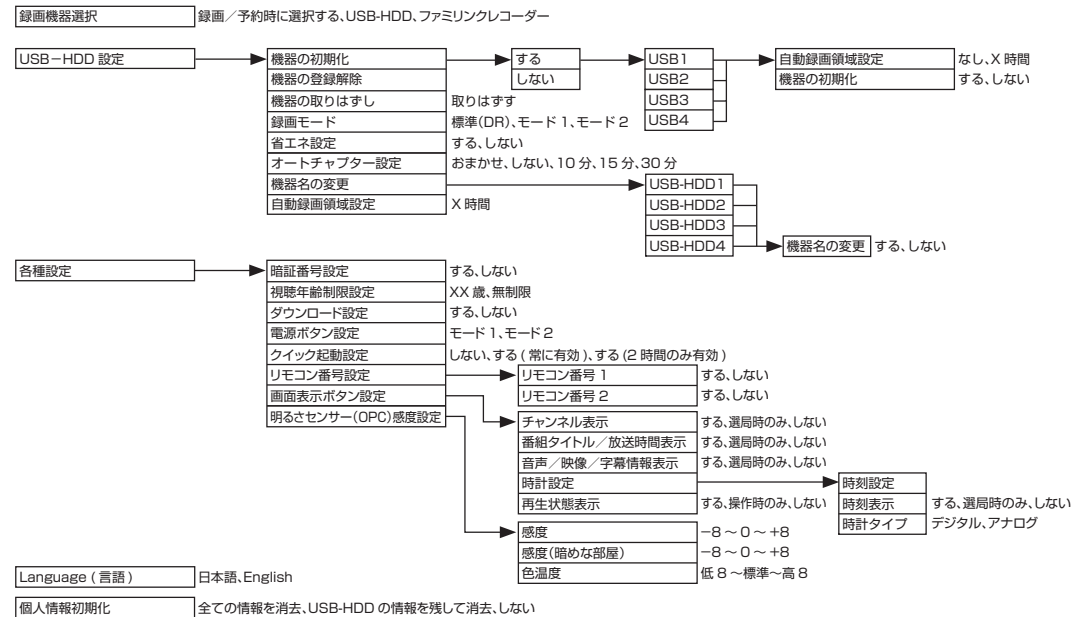 録画機器選択 録画／予約時に選択する、USB-HDD、ファミリンクレコーダー
USB－HDD 設定 機器の初期化 する USB1 自動録画領域設定 なし、X 時間
機器の登録解除 しない USB2 機器の初期化 する、しない
機器の取りはずし 取りはずす USB3
録画モード 標準（DR）、モード 1、モード 2 USB4
省エネ設定 する、しない
オートチャプター設定 おまかせ、しない、10 分、15 分、30 分
機器名の変更 USB-HDD1
自動録画領域設定 X 時間 USB-HDD2
USB-HDD3
USB-HDD4 機器名の変更 する、しない
各種設定 暗証番号設定 する、しない
視聴年齢制限設定 XX 歳、無制限
ダウンロード設定 する、しない
電源ボタン設定 モード 1、モード 2
クイック起動設定 しない、する ( 常に有効 )、する (2 時間のみ有効 )
リモコン番号設定 リモコン番号 1 する、しない
画面表示ボタン設定 リモコン番号 2 する、しない
明るさセンサー（OPC）感度設定 チャンネル表示 する、選局時のみ、しない
番組タイトル／放送時間表示 する、選局時のみ、しない
音声／映像／字幕情報表示 する、選局時のみ、しない
時計設定 時刻設定
再生状態表示 する、操作時のみ、しない 時刻表示 する、選局時のみ、しない
時計タイプ デジタル、アナログ
感度 －8 ～ 0 ～ +8
感度（暗めな部屋） －8 ～ 0 ～ +8
色温度 低 8 ～標準～高 8
Language ( 言語 ) 日本語、English
個人情報初期化 全ての情報を消去、USB-HDD の情報を残して消去、しない